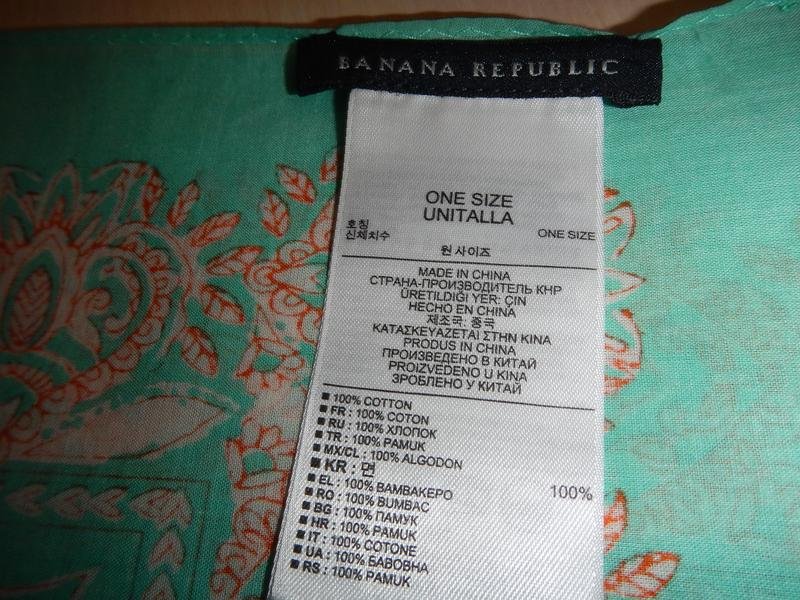 BANANA REPUBLIC
ONE SIZE
UNITALLA
호칭
신체치수 ONE SIZE
원사이즈
MADE IN CHINA
СТРАНА-ПРОИЗВОДИТЕЛЬ КНР
ÜRETILDIĞI YER: ÇIN
HECHO EN CHINA
제조국: 중국
ΚΑΤΑΣΚΕΥΑΖΕΤΑΙ ΣΤΗΝ ΚΙΝΑ
PRODUS IN CHINA
ПРОИЗВЕДЕНО В КИТАЙ
PROIZVEDENO U KINA
ЗРОБЛЕНО У КИТАЙ
■ 100% COTTON
■ FR : 100% COTON
■ RU : 100% ХЛОПОК
■ TR : 100% PAMUK
■ MX/CL : 100% ALGODON
■ KR : 면 100%
■ EL : 100% ΒΑΜΒΑΚΕΡΟ
■ RO : 100% BUMBAC
■ BG : 100% ПАМУК
■ HR : 100% PAMUK
■ IT : 100% COTONE
■ UA : 100% БАВОВНА
■ RS : 100% PAMUK